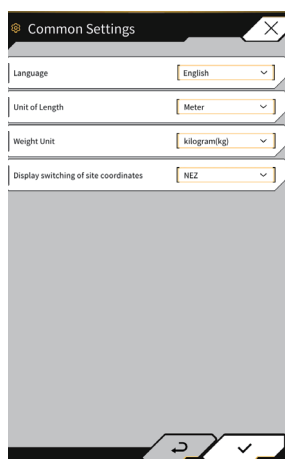 Common Settings
Language
English
Unit of Length
Meter
Weight Unit
kilogram(kg)
Display switching of site coordinates
NEZ